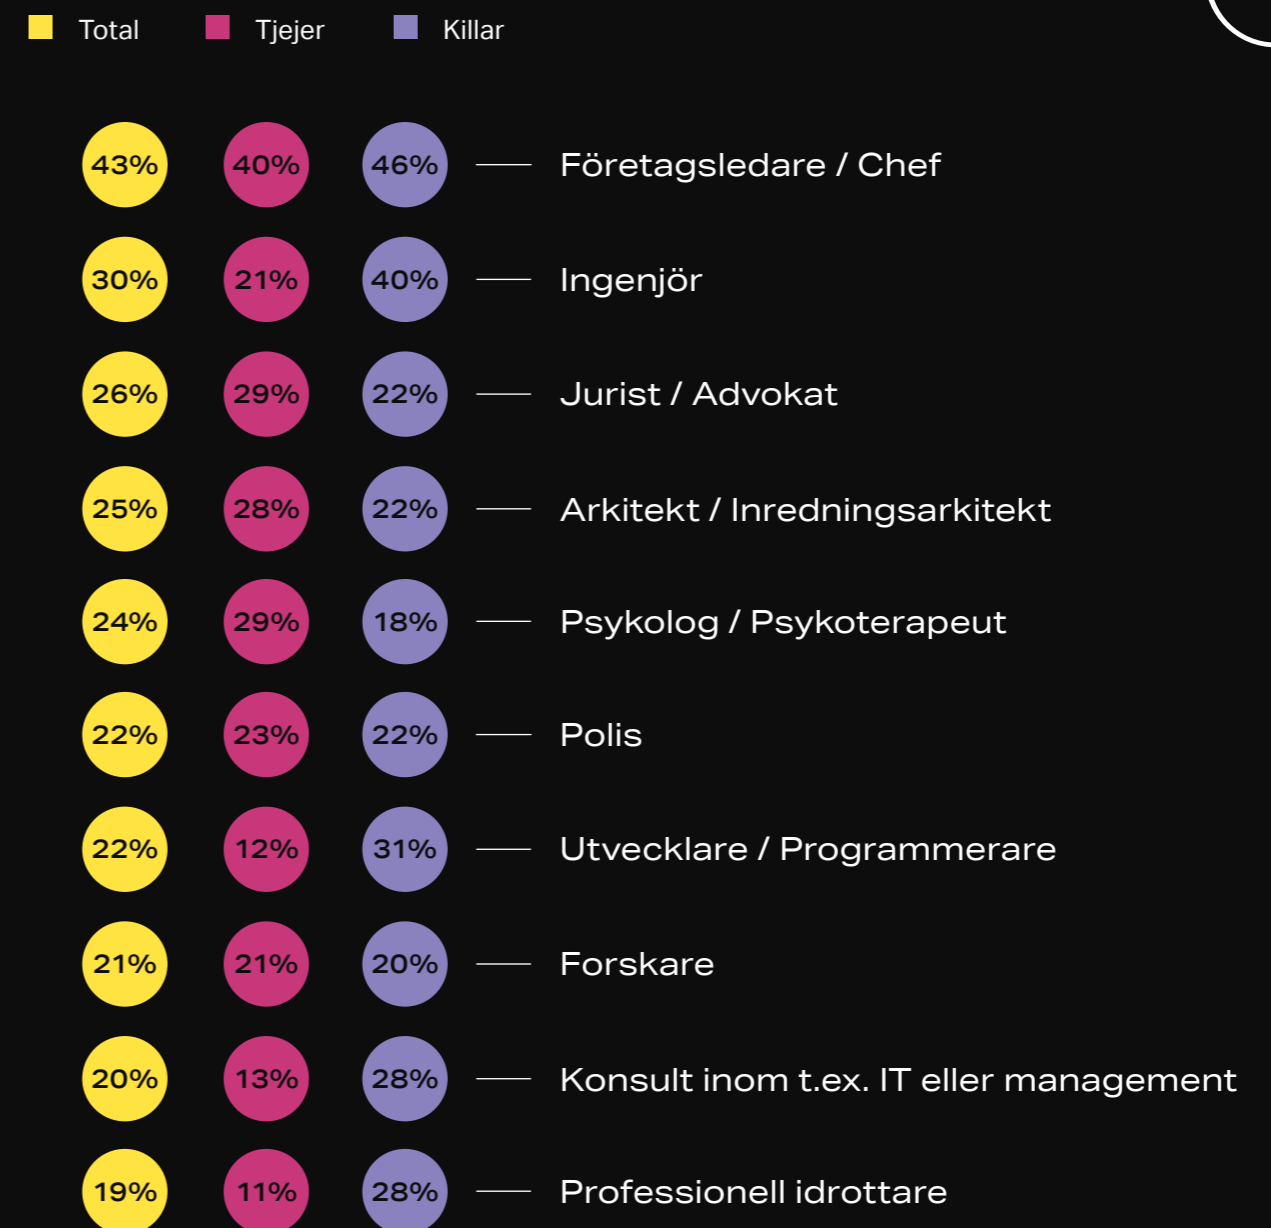 Total Tjejer Killar
43% 40% 46% Företagsledare / Chef
30% 21% 40% Ingenjör
26% 29% 22% Jurist / Advokat
25% 28% 22% Arkitekt / Inredningsarkitekt
24% 29% 18% Psykolog / Psykoterapeut
22% 23% 22% Polis
22% 12% 31% Utvecklare / Programmerare
21% 21% 20% Forskare
20% 13% 28% Konsult inom t.ex. IT eller management
19% 11% 28% Professionell idrottare